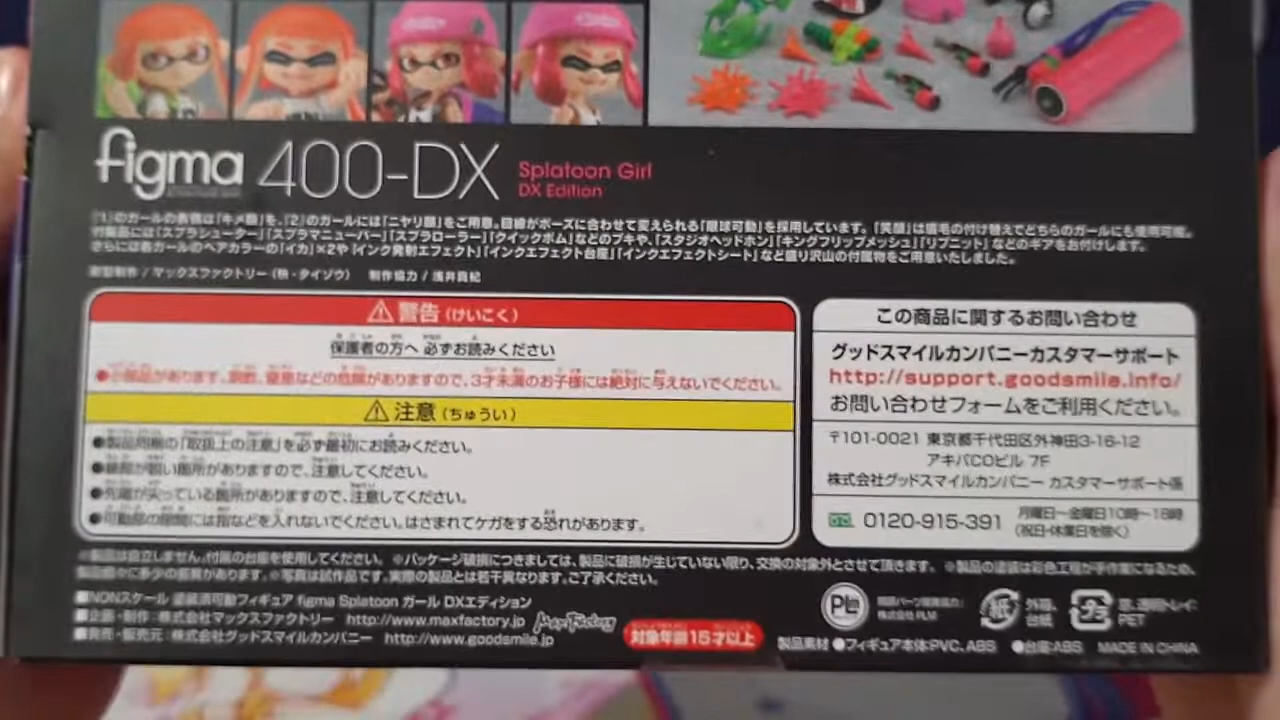 figma 400-DX Splatoon Girl
DX Edition
『1』のガールの表情は「キメ顔」を、『2』のガールには「ニヤリ顔」をご用意。目線がポーズに合わせて変えられる「眼球可動」を採用しています。「笑顔」は眉毛の付け替えでどちらのガールにも使用可能。
付属品には「スプラシューター」「スプラマニューバー」「スプラローラー」「クイックボム」などのブキや、「スタジオヘッドホン」「キングフリップメッシュ」「リブニット」などのギアをお付けします。
さらには各ガールのヘアカラーの「イカ」×2や「インク発射エフェクト」「インクエフェクト台座」「インクエフェクトシート」など盛り沢山の付属物をご用意いたしました。
原型制作 / マックスファクトリー（秋・タイゾウ） 制作協力 / 浅井真紀
警告（けいこく）
保護者の方へ 必ずお読みください
●小部品があります。誤飲、窒息などの危険がありますので、3才未満のお子様には絶対に与えないでください。
注意（ちゅうい）
●製品同梱の「取扱上の注意」を必ず最初にお読みください。
●鋭い箇所がありますので、注意してください。
●先端が尖っている箇所がありますので、注意してください。
●可動部の隙間には指などを入れないでください。はさまれてケガをする恐れがあります。
この商品に関するお問い合わせ
グッドスマイルカンパニーカスタマーサポート
http://support.goodsmile.info/
お問い合わせフォームをご利用ください。
〒101-0021 東京都千代田区外神田3-16-12
アキバCOビル 7F
株式会社グッドスマイルカンパニー カスタマーサポート係
0120-915-391 月曜日～金曜日10時～18時
（祝日・休業日を除く）
※製品は自立しません。付属の台座を使用してください。 ※パッケージ破損につきましては、製品に破損が生じていない限り、交換の対象外とさせて頂きます。 ※製品の塗装は彩色工程が手作業になるため、
製品個々に多少の差異があります。※写真は試作品です。実際の製品とは若干異なります。ご了承ください。
■NONスケール 塗装済可動フィギュア figma Splatoon ガール DXエディション
■企画・制作：株式会社マックスファクトリー http://www.maxfactory.jp Max Factory
■発売・販売元：株式会社グッドスマイルカンパニー http://www.goodsmile.jp
対象年齢15才以上
PLM
株式会社 PLM
紙 外箱、
台紙
プラ
PET
製品素材 ●フィギュア本体:PVC、ABS ●台座:ABS MADE IN CHINA